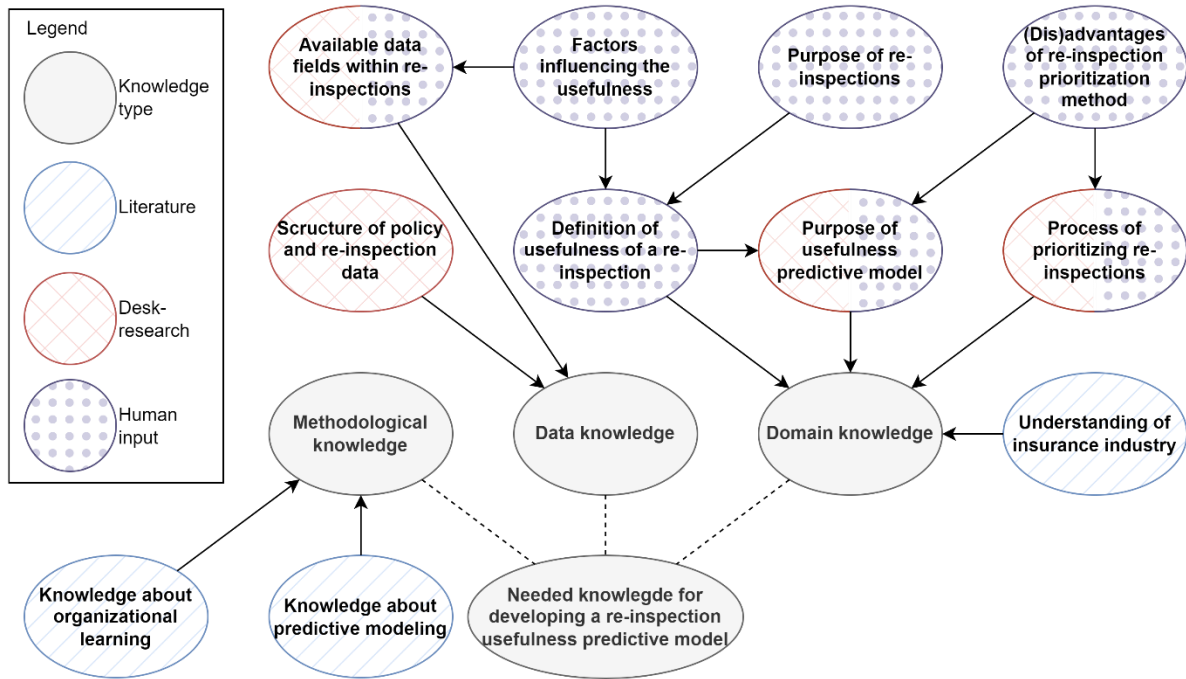 Legend
Knowledge
type
Literature
Desk-
research
Human
input
Available data
fields within re-
inspections
Factors
influencing the
usefulness
Purpose of re-
inspections
(Dis)advantages
of re-inspection
prioritization
method
Scructure of policy
and re-inspection
data
Definition of
usefulness of a re-
inspection
Purpose of
usefulness
predictive model
Process of
prioritizing re-
inspections
Methodological
knowledge
Data knowledge
Domain knowledge
Understanding of
insurance industry
Knowledge about
organizational
learning
Knowledge about
predictive modeling
Needed knowlegde for
developing a re-inspection
usefulness predictive model